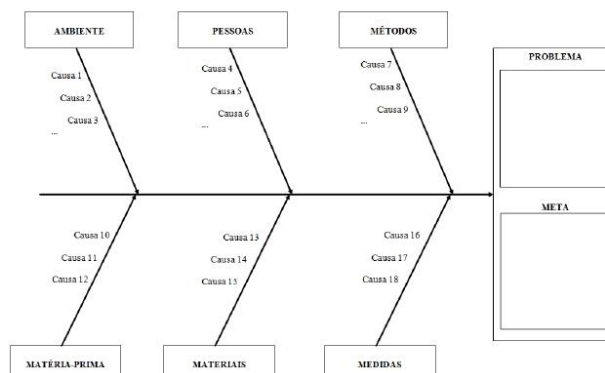 AMBIENTE
PESSOAS
MÉTODOS
PROBLEMA
Causa 1
Causa 2
Causa 3
...
Causa 4
Causa 5
Causa 6
...
Causa 7
Causa 8
Causa 9
...
META
Causa 10
Causa 11
Causa 12
Causa 13
Causa 14
Causa 15
Causa 16
Causa 17
Causa 18
MATÉRIA-PRIMA
MATERIAIS
MEDIDAS